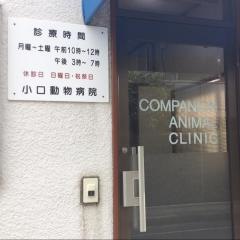 診療時間
月曜~土曜 午前10時~12時
午後 3時~ 7時
休診日 日曜日・祝祭日
小口動物病院
COMPANION
ANIMAL
CLINIC